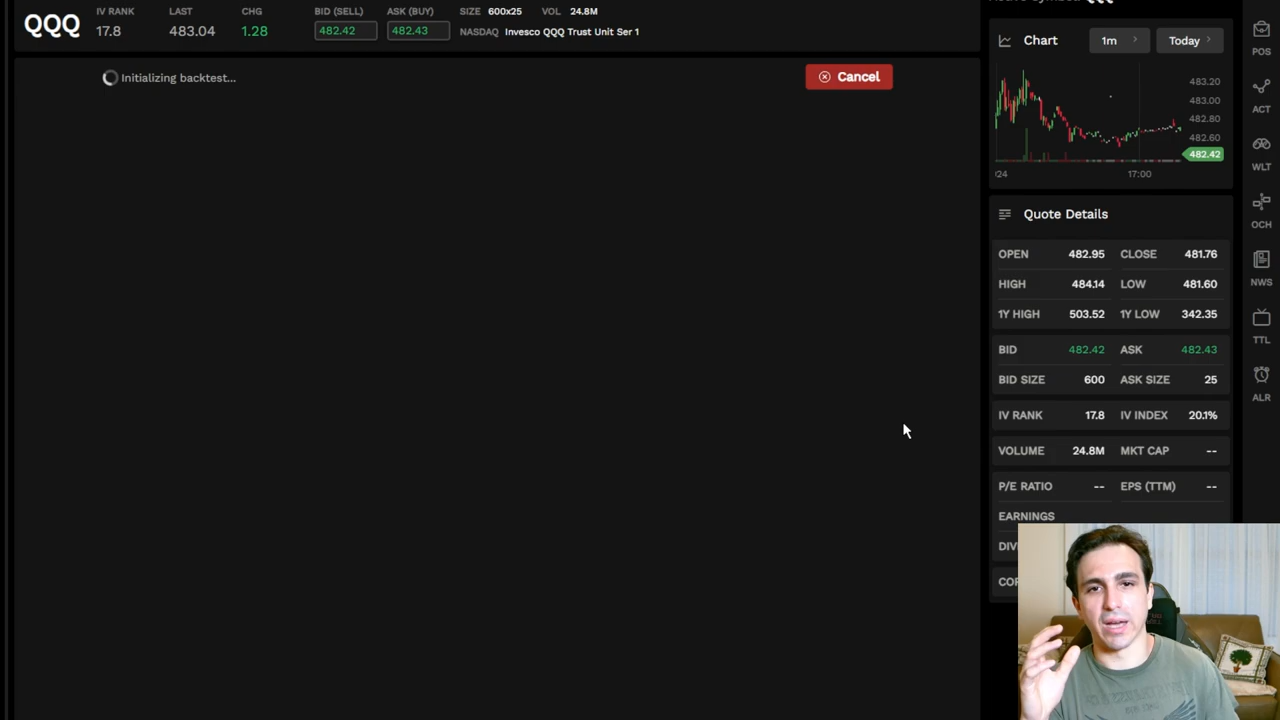 QQQ
IV RANK
17.8
LAST
483.04
CHG
1.28
BID (SELL)
482.42
ASK (BUY)
482.43
SIZE 600x25 VOL 24.8M
NASDAQ Invesco QQQ Trust Unit Ser 1
Initializing backtest...
Cancel
Chart
1m
Today
483.20
483.00
482.80
482.60
482.42
'24
17:00
Quote Details
OPEN 482.95 CLOSE 481.76
HIGH 484.14 LOW 481.60
1Y HIGH 503.52 1Y LOW 342.35
BID 482.42 ASK 482.43
BID SIZE 600 ASK SIZE 25
IV RANK 17.8 IV INDEX 20.1%
VOLUME 24.8M MKT CAP --
P/E RATIO -- EPS (TTM) --
EARNINGS
DIV
COR
POS
ACT
WLT
OCH
NWS
TTL
ALR